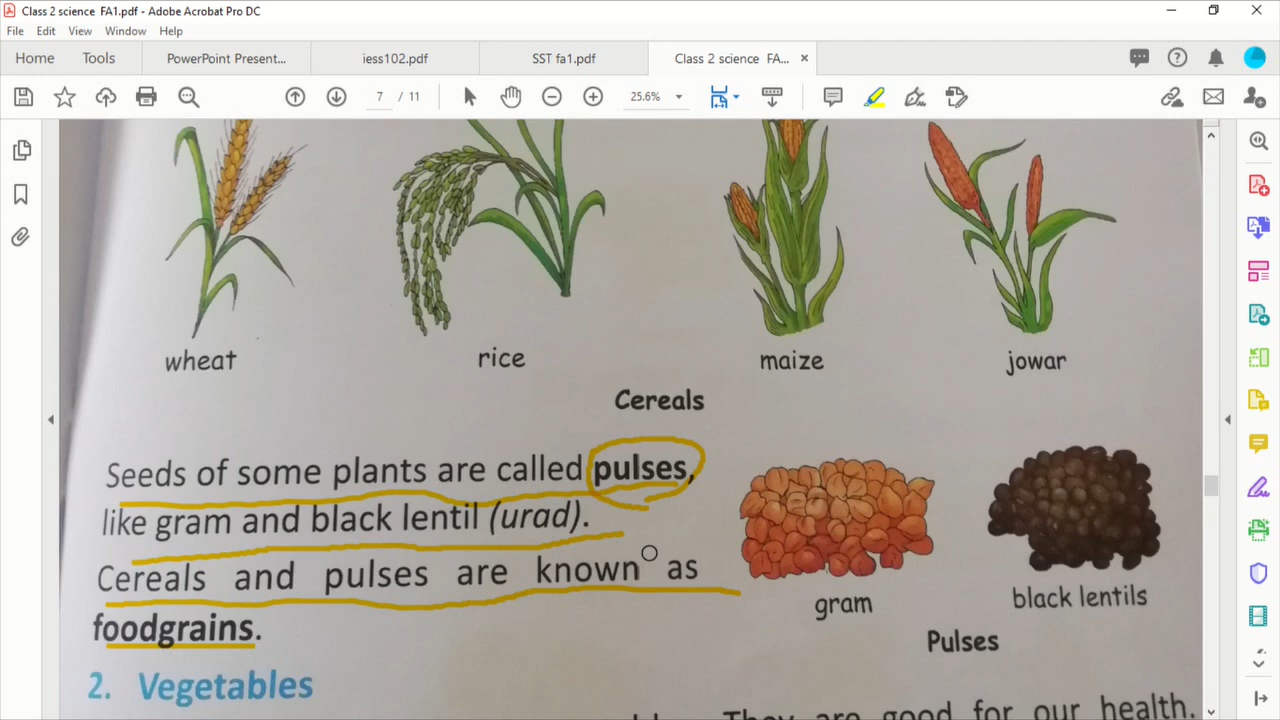 Class 2 science FA1.pdf - Adobe Acrobat Pro DC
File Edit View Window Help
Home Tools PowerPoint Present... iess102.pdf SST fa1.pdf Class 2 science FA... ×
7 / 11 25.6%
wheat rice maize jowar
Cereals
Seeds of some plants are called pulses,
like gram and black lentil (urad).
Cereals and pulses are known as
foodgrains.
gram black lentils
Pulses
2. Vegetables
They are good for our health.